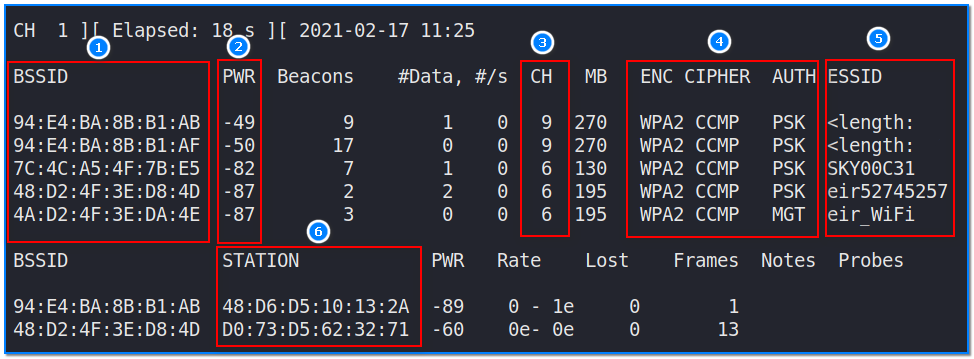 CH 1 ][ Elapsed: 18 s ][ 2021-02-17 11:25
1 2 3 4 5
BSSID PWR Beacons #Data, #/s CH MB ENC CIPHER AUTH ESSID
94:E4:BA:8B:B1:AB -49 9 1 0 9 270 WPA2 CCMP PSK <length:
94:E4:BA:8B:B1:AF -50 17 0 0 9 270 WPA2 CCMP PSK <length:
7C:4C:A5:4F:7B:E5 -82 7 1 0 6 130 WPA2 CCMP PSK SKY00C31
48:D2:4F:3E:D8:4D -87 2 2 0 6 195 WPA2 CCMP PSK eir52745257
4A:D2:4F:3E:DA:4E -87 3 0 0 6 195 WPA2 CCMP MGT eir_WiFi
6
BSSID STATION PWR Rate Lost Frames Notes Probes
94:E4:BA:8B:B1:AB 48:D6:D5:10:13:2A -89 0 - 1e 0 1
48:D2:4F:3E:D8:4D D0:73:D5:62:32:71 -60 0e- 0e 0 13